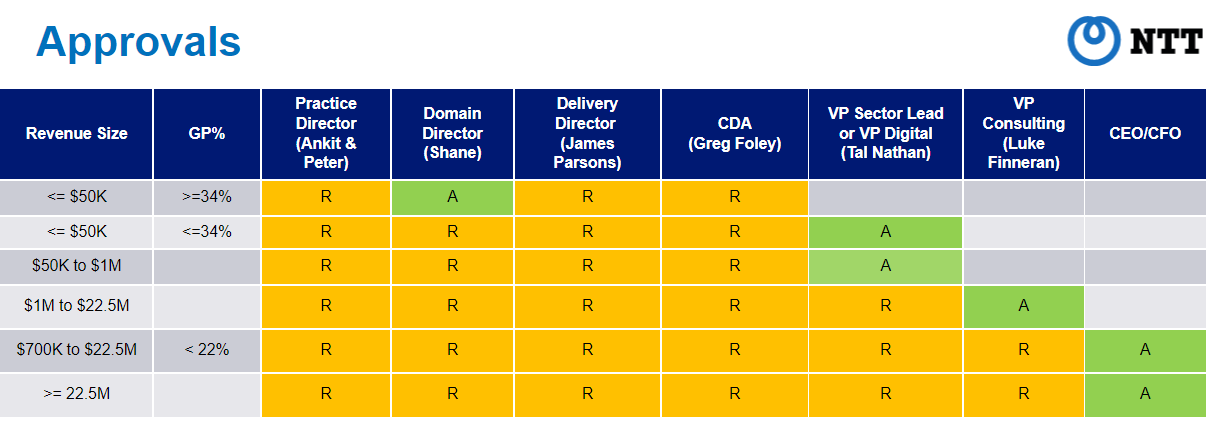 Approvals
NTT
Revenue Size GP% Practice Director (Ankit & Peter) Domain Director (Shane) Delivery Director (James Parsons) CDA (Greg Foley) VP Sector Lead or VP Digital (Tal Nathan) VP Consulting (Luke Finneran) CEO/CFO
<= $50K >=34% R A R R
<= $50K <=34% R R R R A
$50K to $1M R R R R A
$1M to $22.5M R R R R R A
$700K to $22.5M < 22% R R R R R R A
>= 22.5M R R R R R R A